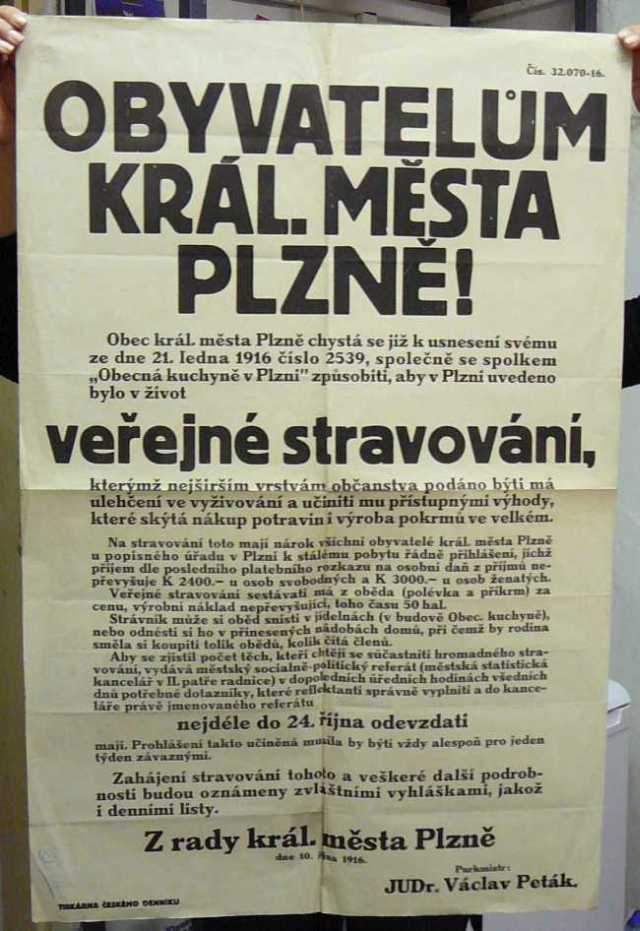 Čís. 32.070-16.
OBYVATELŮM
KRÁL. MĚSTA
PLZNĚ!
Obec král. města Plzně chystá se již k usnesení svému
ze dne 21. ledna 1916 číslo 2539, společně se spolkem
„Obecná kuchyně v Plzni" způsobiti, aby v Plzni uvedeno
bylo v život
veřejné stravování,
kterýmž nejširším vrstvám občanstva podáno býti má
ulehčení ve vyživování a učiniti mu přístupnými výhody,
které skýtá nákup potravin i výroba pokrmů ve velkém.
Na stravování toto mají nárok všichni obyvatelé král. města Plzně
u popisného úřadu v Plzni k stálému pobytu řádně přihlášení, jichž
příjem dle posledního platebního rozkazu na osobní daň z příjmů ne-
převyšuje K 2400.– u osob svobodných a K 3000.– u osob ženatých.
Veřejné stravování sestávati má z oběda (polévka a příkrm) za
cenu, výrobní náklad nepřevyšující, toho času 50 hal.
Strávník může si oběd snísti v jídelnách (v budově Obec. kuchyně),
nebo odnésti si ho v přinesených nádobách domů, při čemž by rodina
směla si koupiti tolik obědů, kolik čítá členů.
Aby se zjistil počet těch, kteří chtějí se súčastniti hromadného stra-
vování, vydává městský socialně-politický referát (městská statistická
kancelář v II. patře radnice) v dopoledních úředních hodinách všedních
dnů potřebné dotazníky, které reflektanti správně vyplniti a do kance-
láře právě jmenovaného referátu
nejdéle do 24. října odevzdati
mají. Prohlášení takto učiněná musila by býti vždy alespoň pro jeden
týden závaznými.
Zahájení stravování tohoto a veškeré další podrob-
nosti budou oznámeny zvláštními vyhláškami, jakož
i denními listy.
Z rady král. města Plzně
dne 10. října 1916.
Purkmistr:
JUDr. Václav Peták.
TISKÁRNA ČESKÉHO DENNÍKU